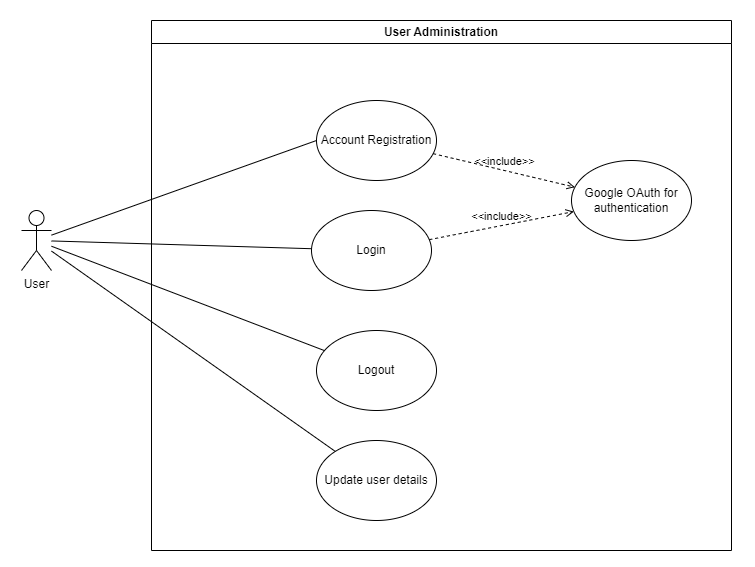 User Administration
Account Registration
<<include>>
Google OAuth for
authentication
<<include>>
Login
User
Logout
Update user details